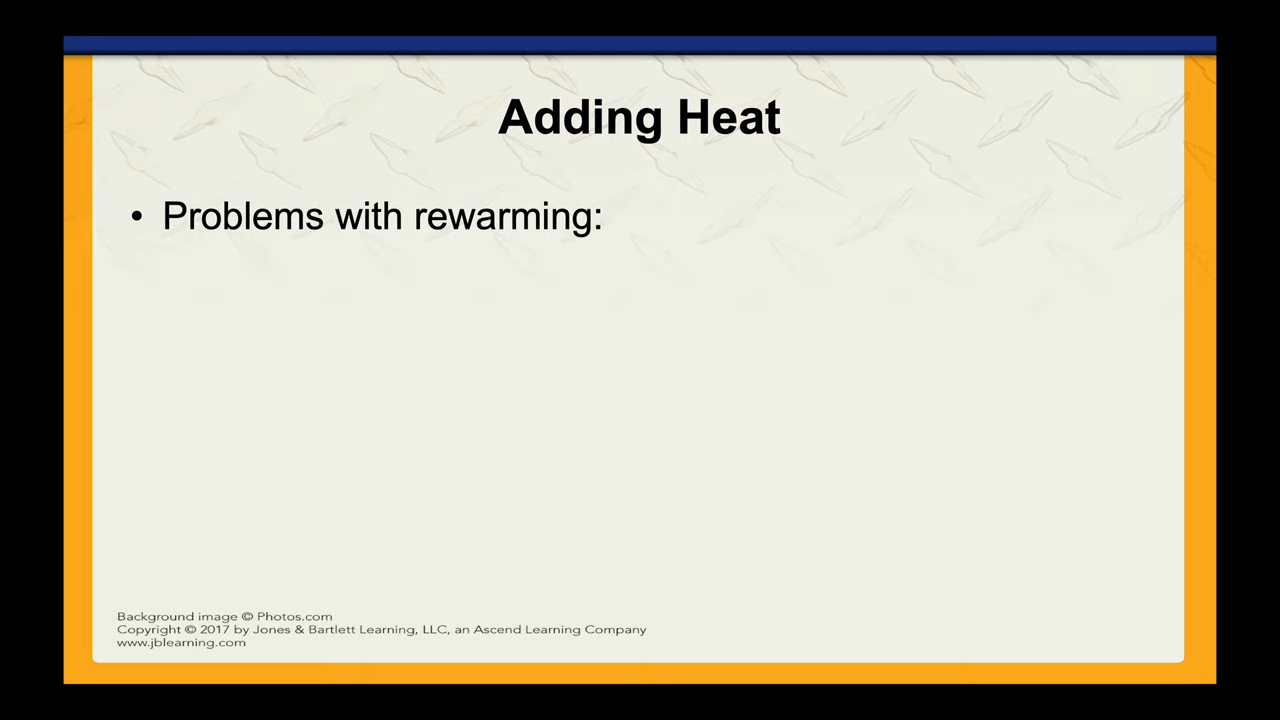 Adding Heat
• Problems with rewarming:
Background image © Photos.com
Copyright © 2017 by Jones & Bartlett Learning, LLC, an Ascend Learning Company
www.jblearning.com